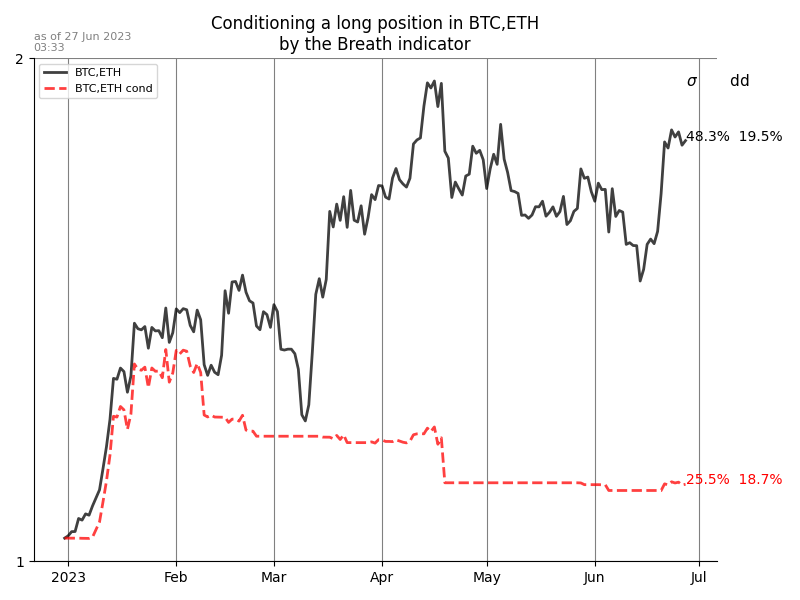 Conditioning a long position in BTC,ETH
by the Breath indicator
as of 27 Jun 2023
03:33
2
BTC,ETH
BTC,ETH cond
σ dd
48.3% 19.5%
25.5% 18.7%
1
2023 Feb Mar Apr May Jun Jul